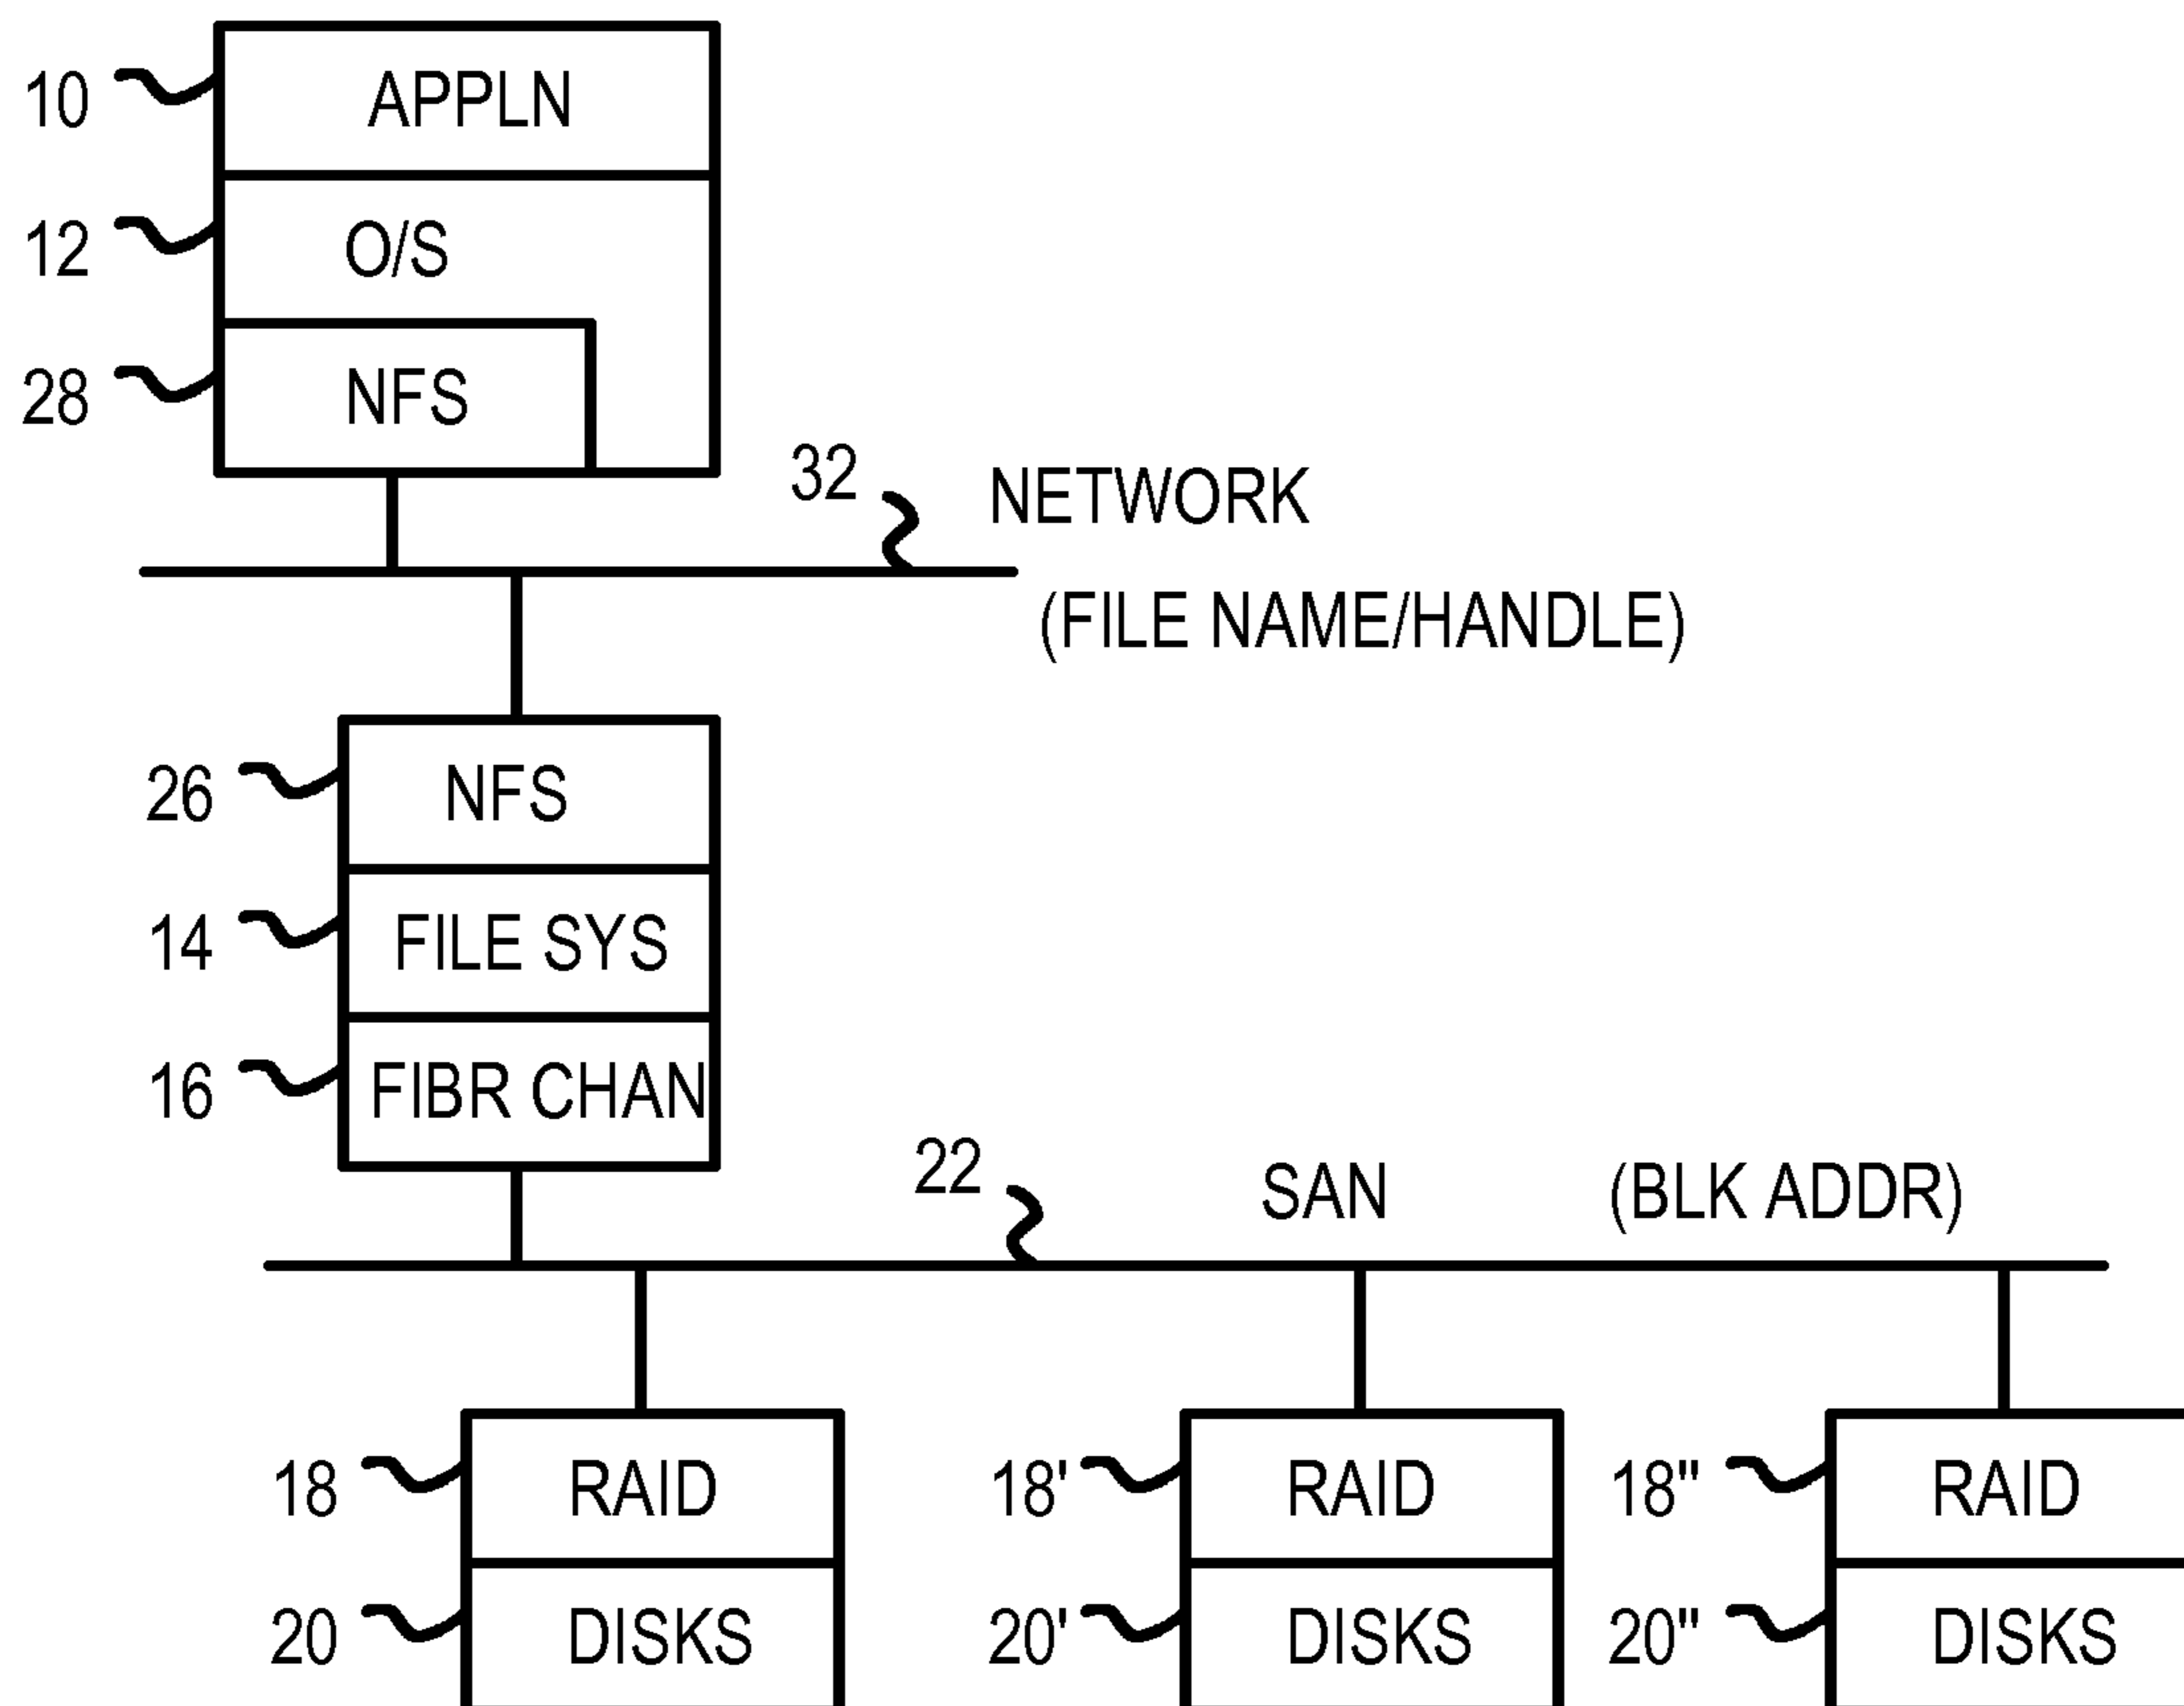 10 APPLN
12 O/S
28 NFS
32 NETWORK
(FILE NAME/HANDLE)
26 NFS
14 FILE SYS
16 FIBR CHAN
22 SAN (BLK ADDR)
18 RAID 18' RAID 18" RAID
20 DISKS 20' DISKS 20" DISKS